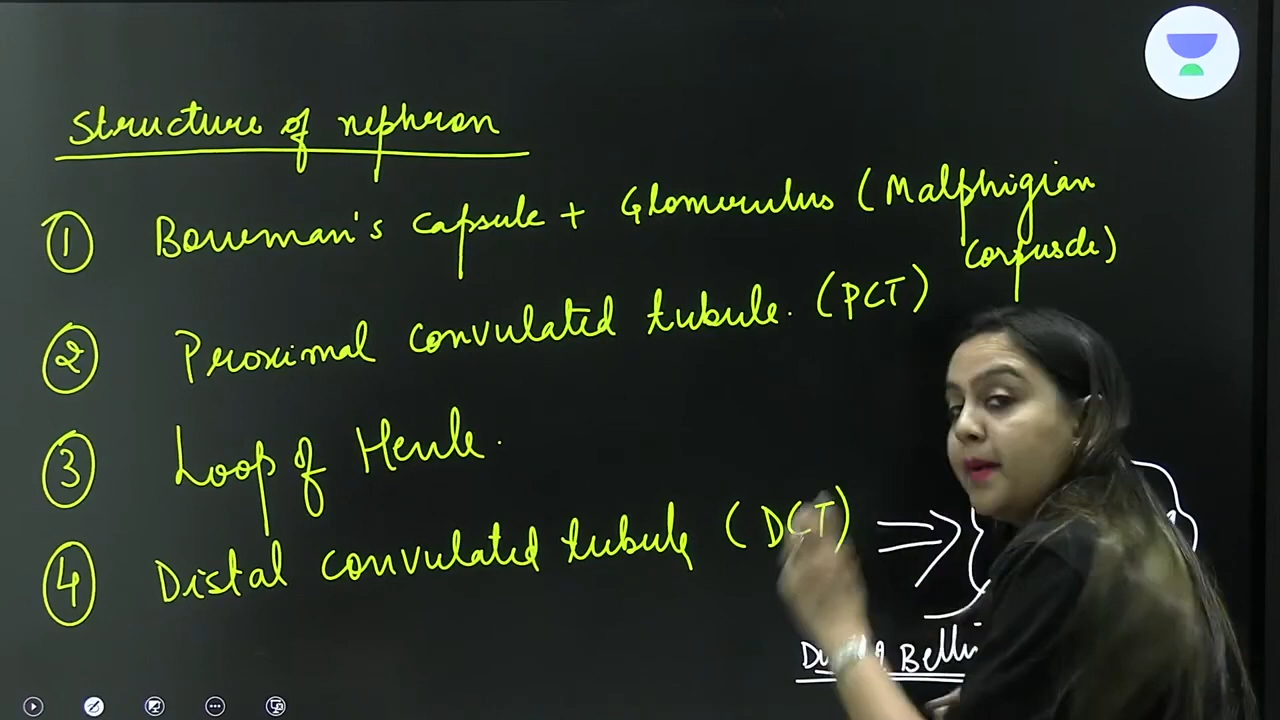 Structure of nephron
1 Bowman's capsule + Glomerulus (Malphigian
corpuscle)
2 Proximal convulated tubule. (PCT)
3 Loop of Henle.
4 Distal convulated tubule (DCT) ⇒
Bellini